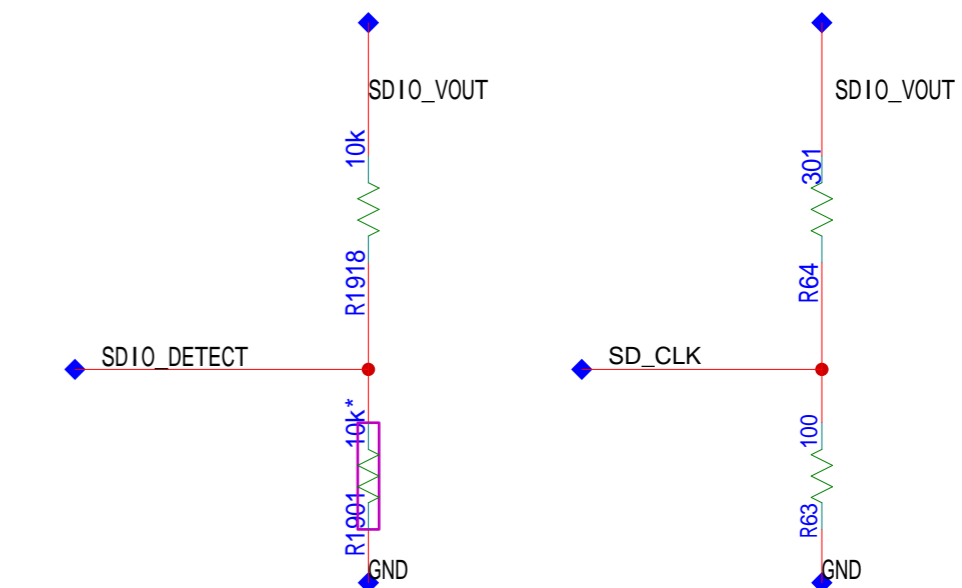 SDIO_VOUT
SDIO_VOUT
10k
301
R1918
R64
SDIO_DETECT
SD_CLK
10k*
100
R1901
R63
GND
GND